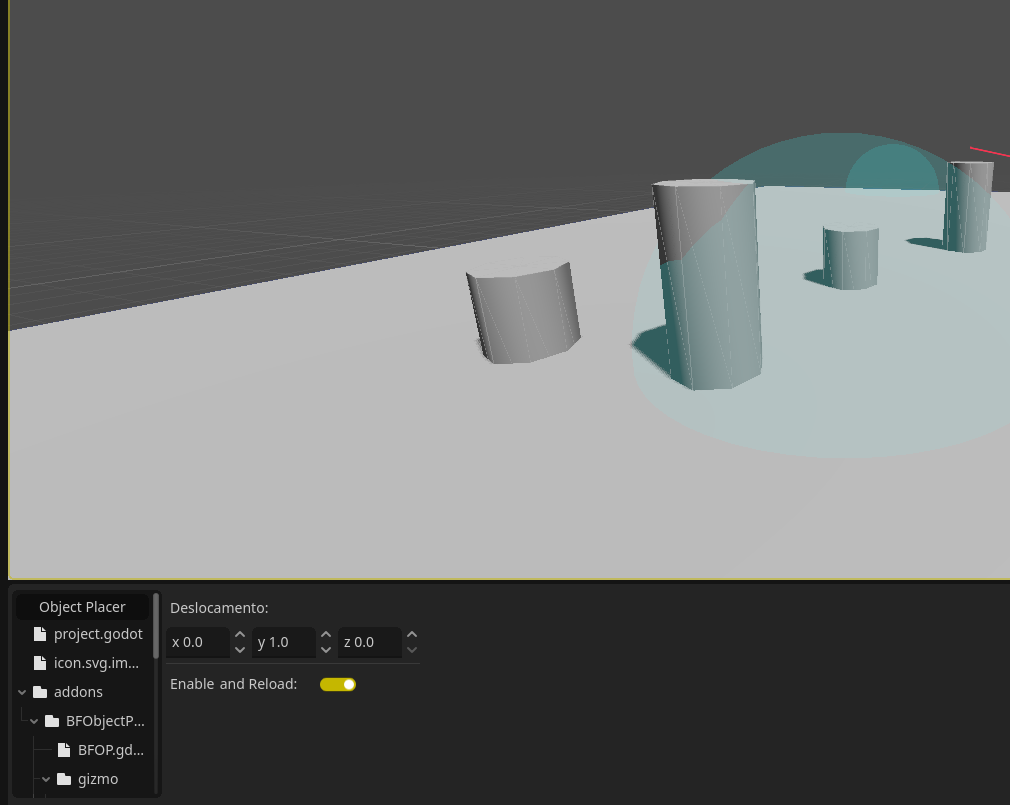 Object Placer
project.godot
icon.svg.im...
addons
BFObjectP...
BFOP.gd...
gizmo
Deslocamento:
x 0.0 y 1.0 z 0.0
Enable and Reload: